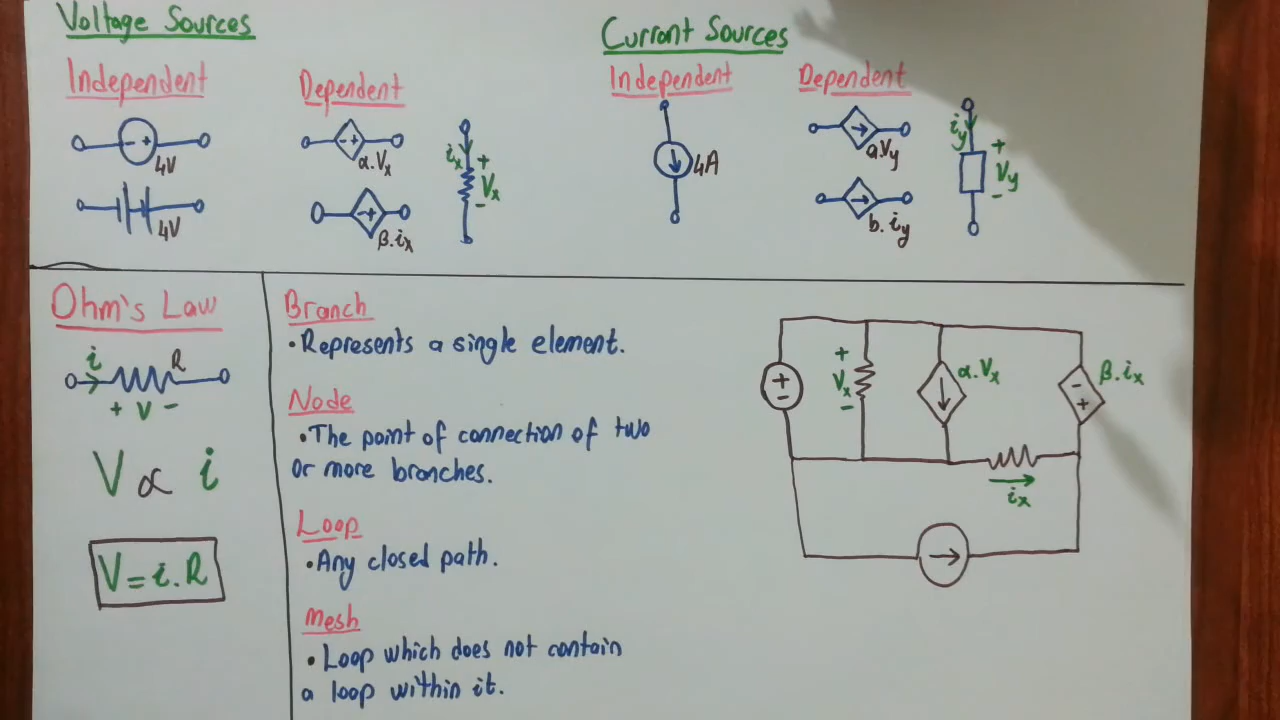 Voltage Sources
Independent
- +
4V
4V
Dependent
- +
α.Vx
- +
β.ix
ix
+
Vx
-
Current Sources
Independent
4A
Dependent
a.Vy
b.iy
iy
+
Vy
-
Ohm's Law
i
R
+ V -
V ∝ i
V = i.R
Branch
• Represents a single element.
Node
• The point of connection of two
or more branches.
Loop
• Any closed path.
Mesh
• Loop which does not contain
a loop within it.
+
-
+
Vx
-
α.Vx
-
+
β.ix
ix